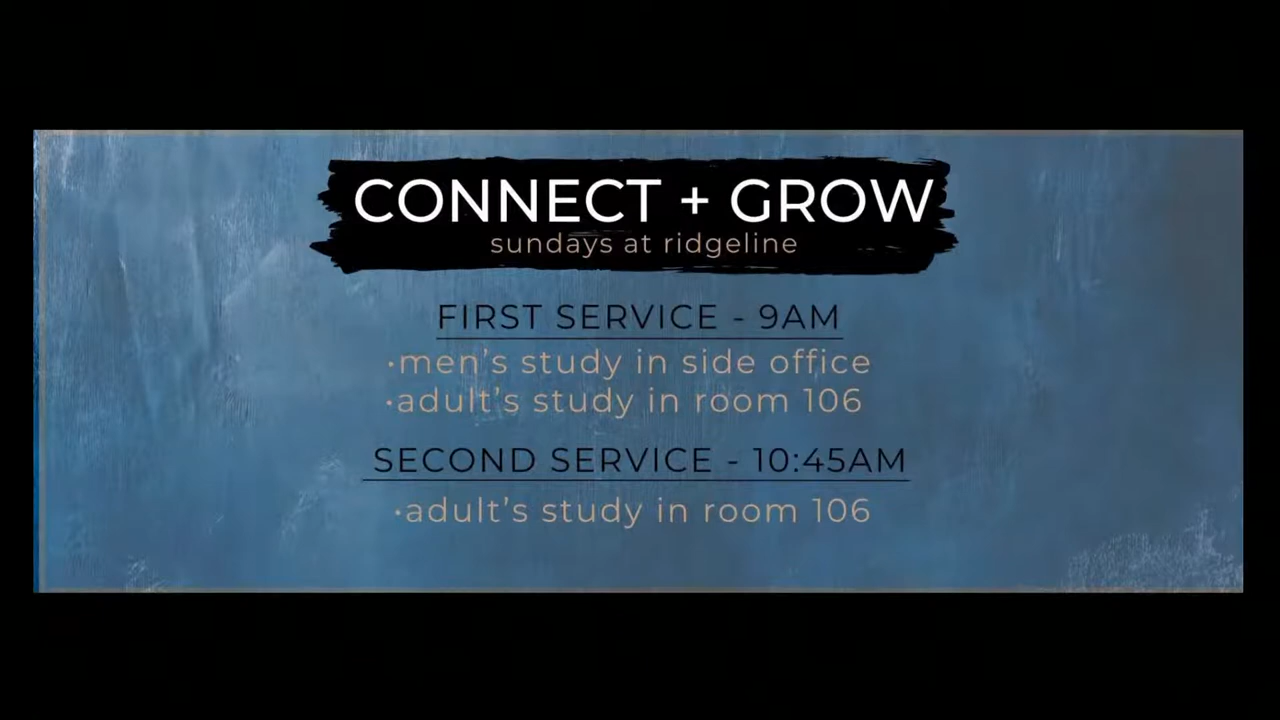 CONNECT + GROW
sundays at ridgeline
FIRST SERVICE - 9AM
•men’s study in side office
•adult’s study in room 106
SECOND SERVICE - 10:45AM
•adult’s study in room 106